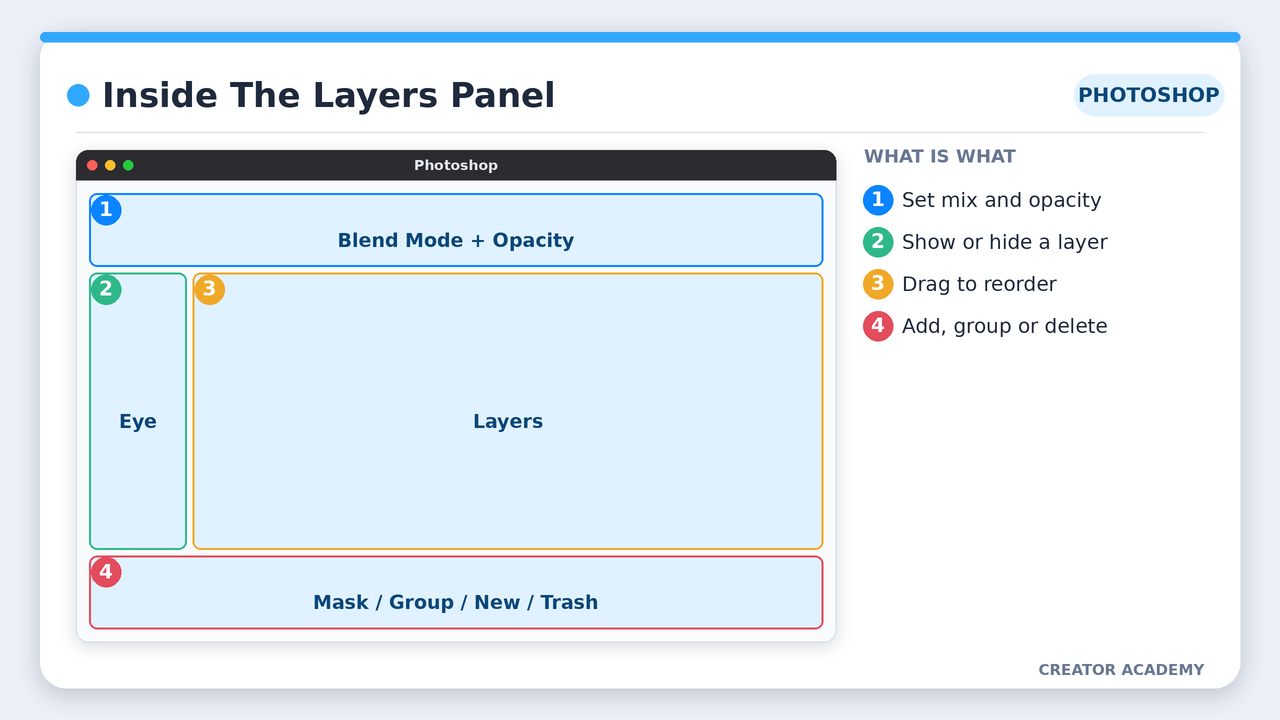 Inside The Layers Panel
PHOTOSHOP
Photoshop
1
Blend Mode + Opacity
2
Eye
3
Layers
4
Mask / Group / New / Trash
WHAT IS WHAT
1 Set mix and opacity
2 Show or hide a layer
3 Drag to reorder
4 Add, group or delete
CREATOR ACADEMY